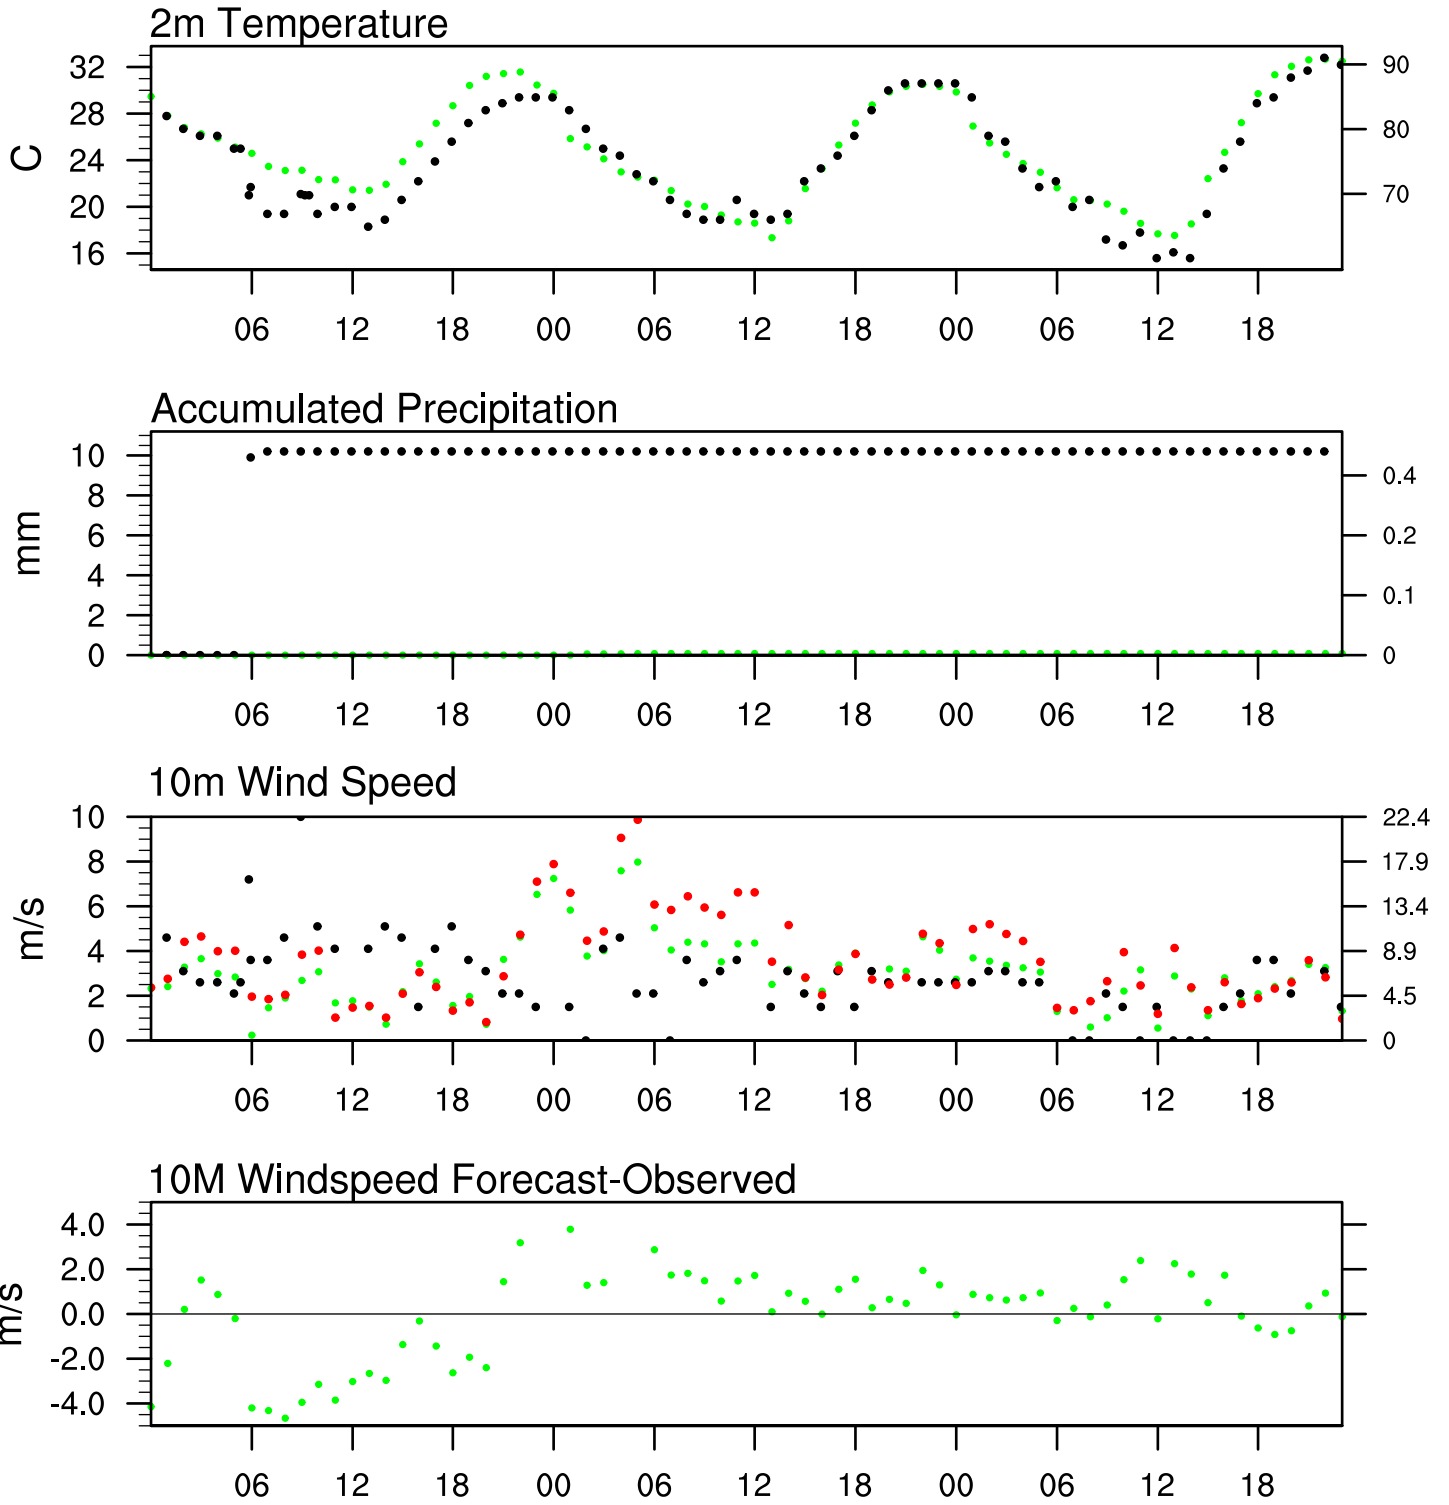 2m Temperature
32
28
24
20
16
C
90
80
70
06 12 18 00 06 12 18 00 06 12 18
Accumulated Precipitation
10
8
6
4
2
0
mm
0.4
0.2
0.1
0
06 12 18 00 06 12 18 00 06 12 18
10m Wind Speed
10
8
6
4
2
0
m/s
22.4
17.9
13.4
8.9
4.5
0
06 12 18 00 06 12 18 00 06 12 18
10M Windspeed Forecast-Observed
4.0
2.0
0.0
-2.0
-4.0
m/s
06 12 18 00 06 12 18 00 06 12 18